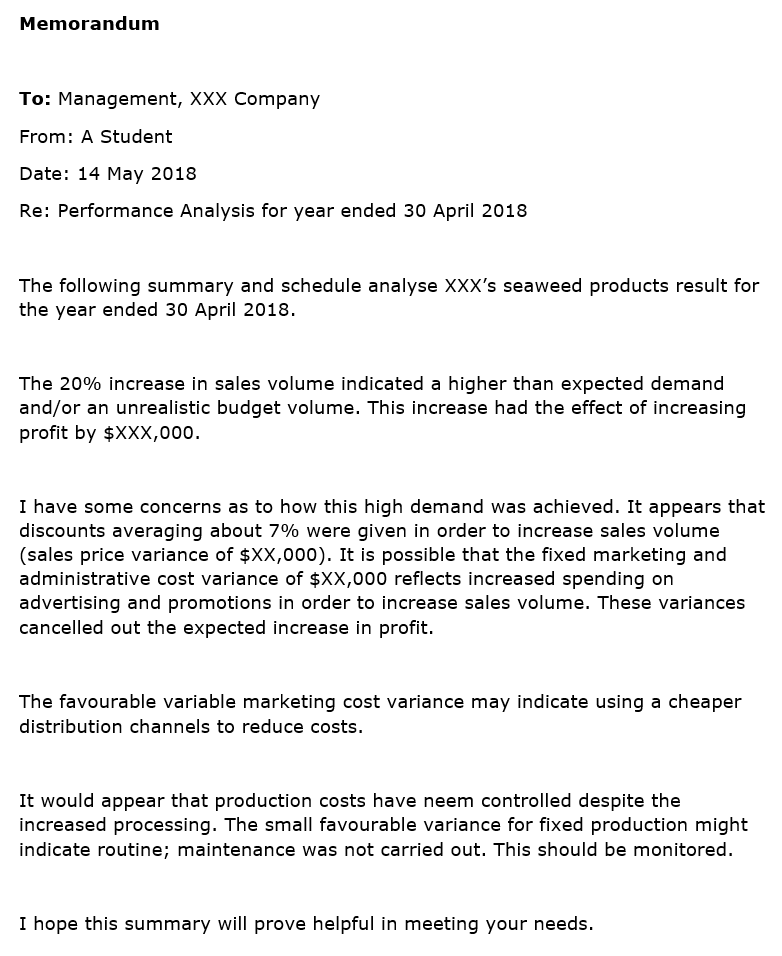 Memorandum
To: Management, XXX Company
From: A Student
Date: 14 May 2018
Re: Performance Analysis for year ended 30 April 2018
The following summary and schedule analyse XXX’s seaweed products result for
the year ended 30 April 2018.
The 20% increase in sales volume indicated a higher than expected demand
and/or an unrealistic budget volume. This increase had the effect of increasing
profit by $XXX,000.
I have some concerns as to how this high demand was achieved. It appears that
discounts averaging about 7% were given in order to increase sales volume
(sales price variance of $XX,000). It is possible that the fixed marketing and
administrative cost variance of $XX,000 reflects increased spending on
advertising and promotions in order to increase sales volume. These variances
cancelled out the expected increase in profit.
The favourable variable marketing cost variance may indicate using a cheaper
distribution channels to reduce costs.
It would appear that production costs have neem controlled despite the
increased processing. The small favourable variance for fixed production might
indicate routine; maintenance was not carried out. This should be monitored.
I hope this summary will prove helpful in meeting your needs.